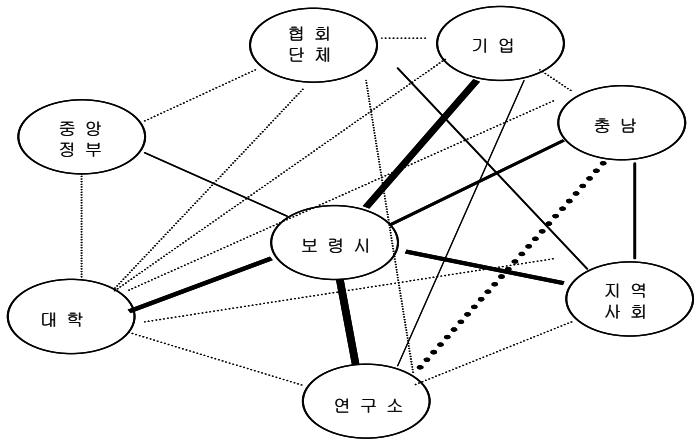 협 회
단 체
기 업
중 앙
정 부
충 남
보 령 시
대 학
지 역
사 회
연 구 소